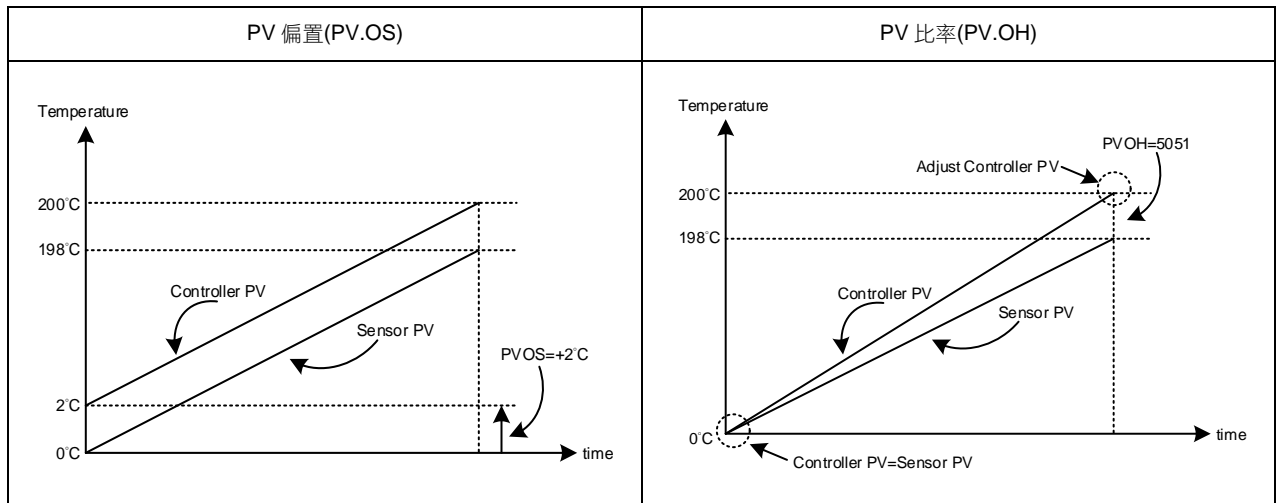 PV 偏置(PV.OS)
PV 比率(PV.OH)
Temperature
200°C
198°C
Controller PV
Sensor PV
PVOS=+2°C
2°C
0°C
time
Temperature
PVOH=5051
Adjust Controller PV
200°C
198°C
Controller PV
Sensor PV
0°C
time
Controller PV=Sensor PV